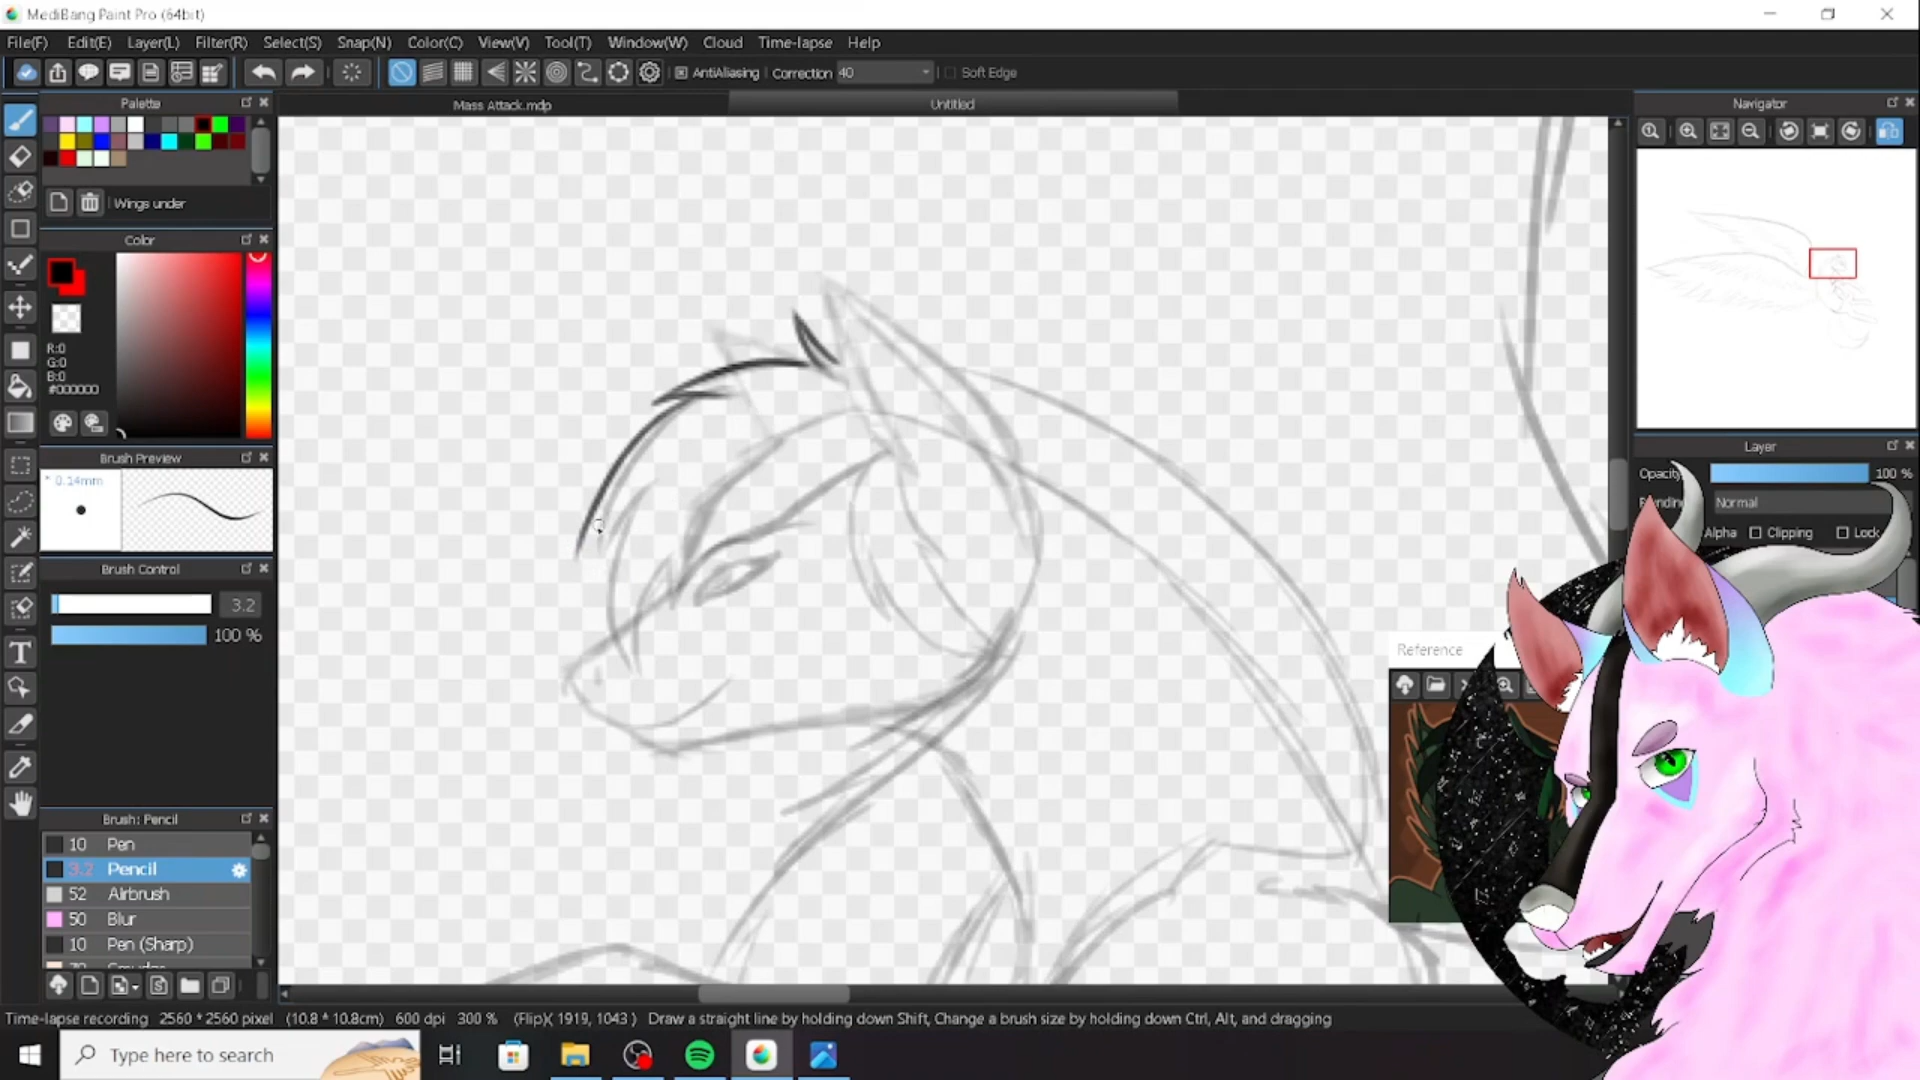 MediBang Paint Pro (64bit)
File(F) Edit(E) Layer(L) Filter(R) Select(S) Snap(N) Color(C) View(V) Tool(T) Window(W) Cloud Time-lapse Help
AntiAliasing Correction 40 Soft Edge
Palette
Mass Attack.mdp
Untitled
Navigator
Wings under
Color
R:0
G:0
B:0
#000000
Brush Preview
* 0.14mm
Brush Control
3.2
100 %
Layer
Opacity 100 %
Normal
Alpha Clipping Lock
Reference
Brush: Pencil
10 Pen
3.2 Pencil
52 Airbrush
50 Blur
10 Pen (Sharp)
Time-lapse recording 2560 * 2560 pixel (10.8 * 10.8cm) 600 dpi 300 % (Flip)( 1919, 1043 ) Draw a straight line by holding down Shift, Change a brush size by holding down Ctrl, Alt, and dragging
Type here to search